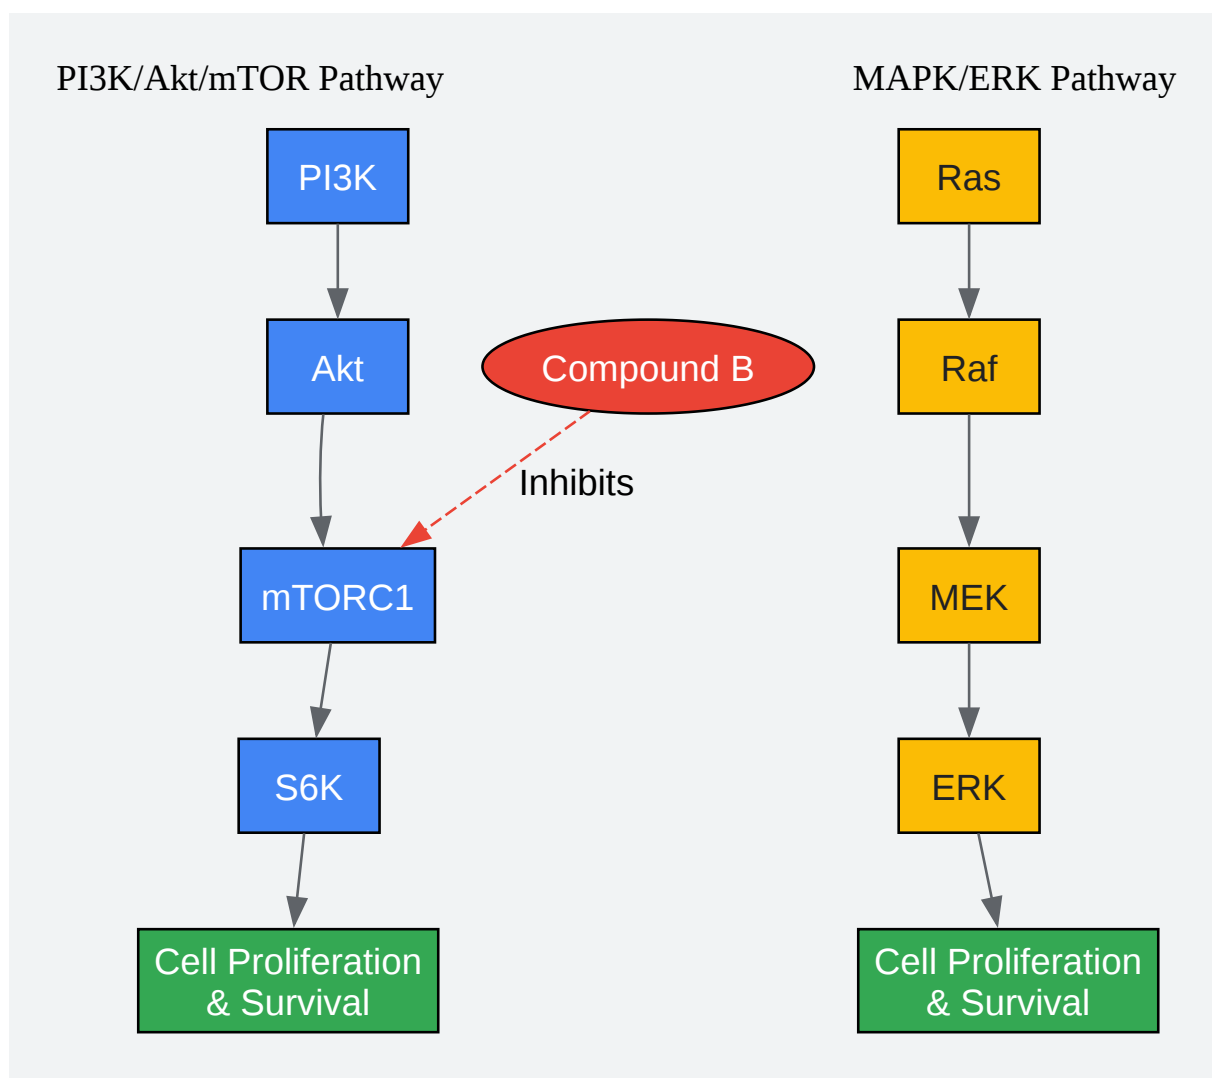 PI3K/Akt/mTOR Pathway
MAPK/ERK Pathway
PI3K
Ras
Akt
Compound B
Raf
Inhibits
mTORC1
MEK
S6K
ERK
Cell Proliferation
& Survival
Cell Proliferation
& Survival